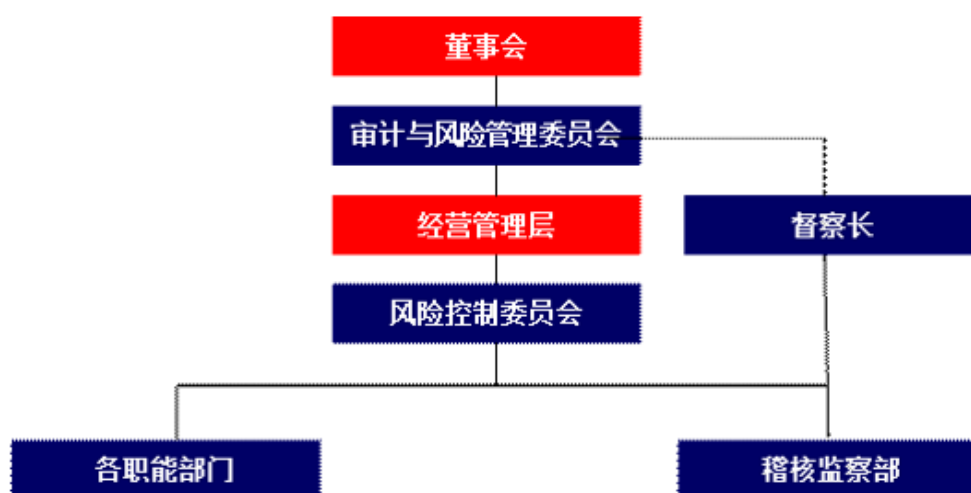 董事会
审计与风险管理委员会
经营管理层
督察长
风险控制委员会
各职能部门
稽核监察部